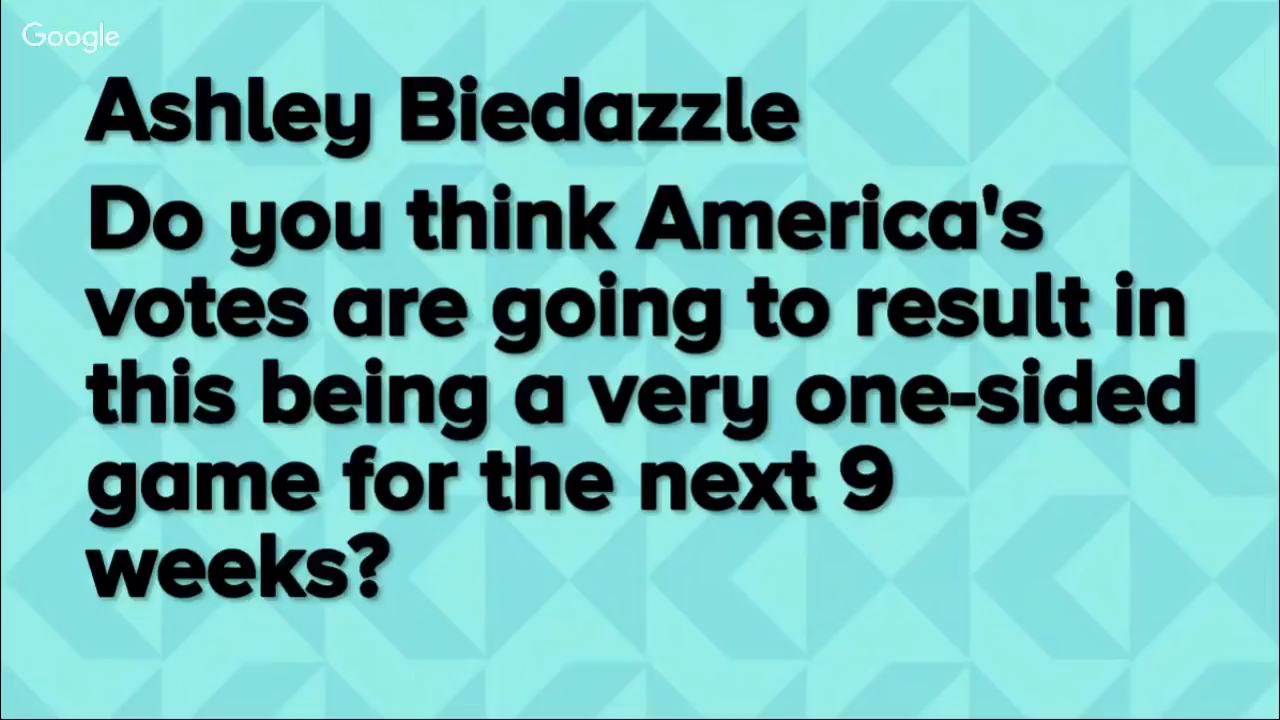 Google
Ashley Biedazzle
Do you think America's
votes are going to result in
this being a very one-sided
game for the next 9
weeks?